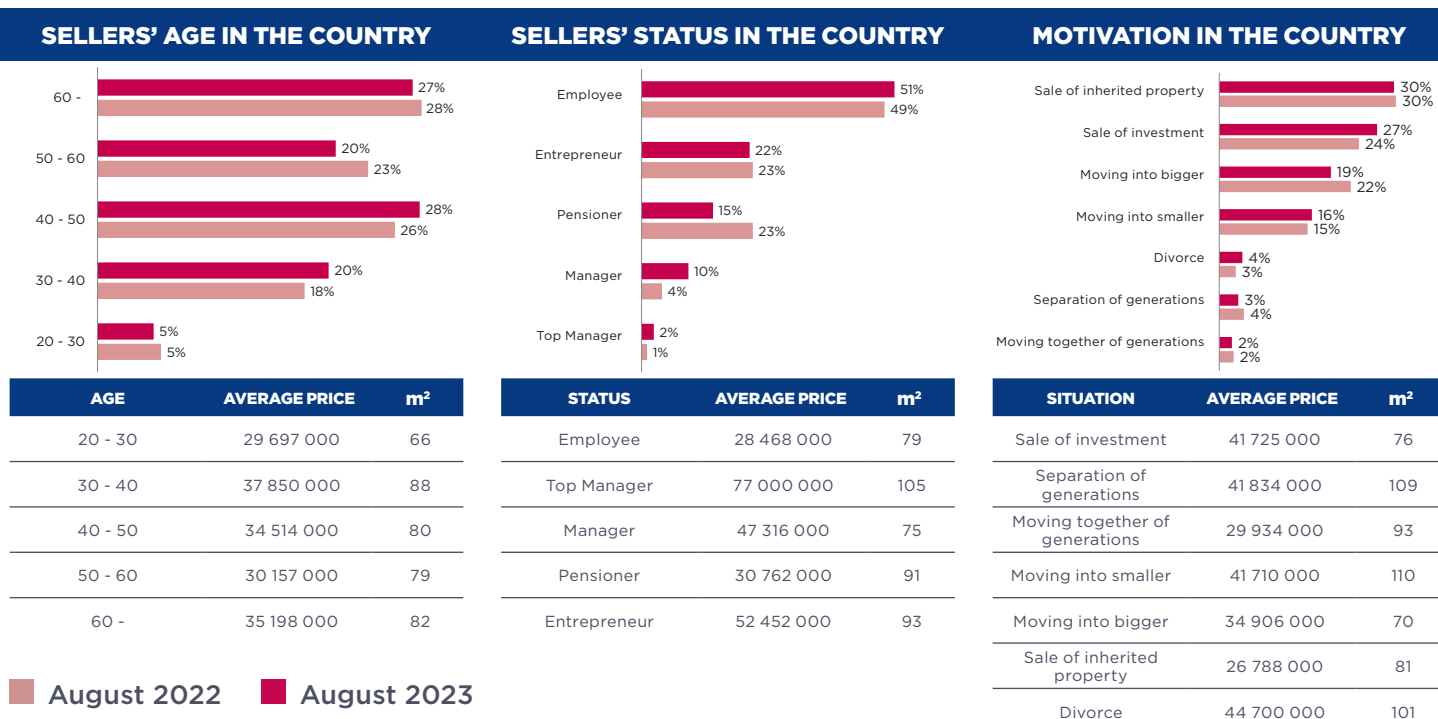 SELLERS' AGE IN THE COUNTRY
60 -
27%
28%
50 - 60
20%
23%
40 - 50
28%
26%
30 - 40
20%
18%
20 - 30
5%
5%
AGE AVERAGE PRICE m²
20 - 30 29 697 000 66
30 - 40 37 850 000 88
40 - 50 34 514 000 80
50 - 60 30 157 000 79
60 - 35 198 000 82
August 2022 August 2023
SELLERS' STATUS IN THE COUNTRY
Employee
51%
49%
Entrepreneur
22%
23%
Pensioner
15%
23%
Manager
10%
4%
Top Manager
2%
1%
STATUS AVERAGE PRICE m²
Employee 28 468 000 79
Top Manager 77 000 000 105
Manager 47 316 000 75
Pensioner 30 762 000 91
Entrepreneur 52 452 000 93
MOTIVATION IN THE COUNTRY
Sale of inherited property
30%
30%
Sale of investment
27%
24%
Moving into bigger
19%
22%
Moving into smaller
16%
15%
Divorce
4%
3%
Separation of generations
3%
4%
Moving together of generations
2%
2%
SITUATION AVERAGE PRICE m²
Sale of investment 41 725 000 76
Separation of
generations 41 834 000 109
Moving together of
generations 29 934 000 93
Moving into smaller 41 710 000 110
Moving into bigger 34 906 000 70
Sale of inherited
property 26 788 000 81
Divorce 44 700 000 101